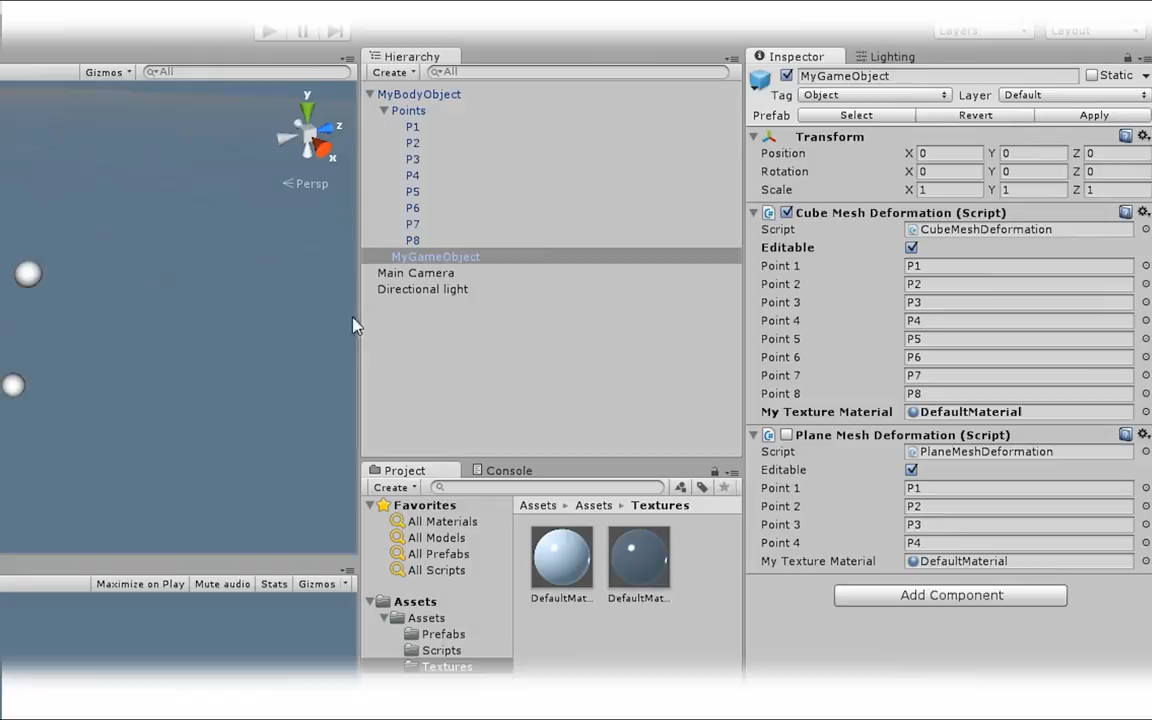 Layers
Layout
Gizmos
All
y
z
x
Persp
Maximize on Play Mute audio Stats Gizmos
Hierarchy
Create All
MyBodyObject
Points
P1
P2
P3
P4
P5
P6
P7
P8
MyGameObject
Main Camera
Directional light
Project Console
Create
Favorites
All Materials
All Models
All Prefabs
All Scripts
Assets
Assets
Prefabs
Scripts
Textures
Assets Assets Textures
DefaultMat... DefaultMat...
Inspector Lighting
MyGameObject Static
Tag Object Layer Default
Prefab Select Revert Apply
Transform
Position X 0 Y 0 Z 0
Rotation X 0 Y 0 Z 0
Scale X 1 Y 1 Z 1
Cube Mesh Deformation (Script)
Script CubeMeshDeformation
Editable
Point 1 P1
Point 2 P2
Point 3 P3
Point 4 P4
Point 5 P5
Point 6 P6
Point 7 P7
Point 8 P8
My Texture Material DefaultMaterial
Plane Mesh Deformation (Script)
Script PlaneMeshDeformation
Editable
Point 1 P1
Point 2 P2
Point 3 P3
Point 4 P4
My Texture Material DefaultMaterial
Add Component